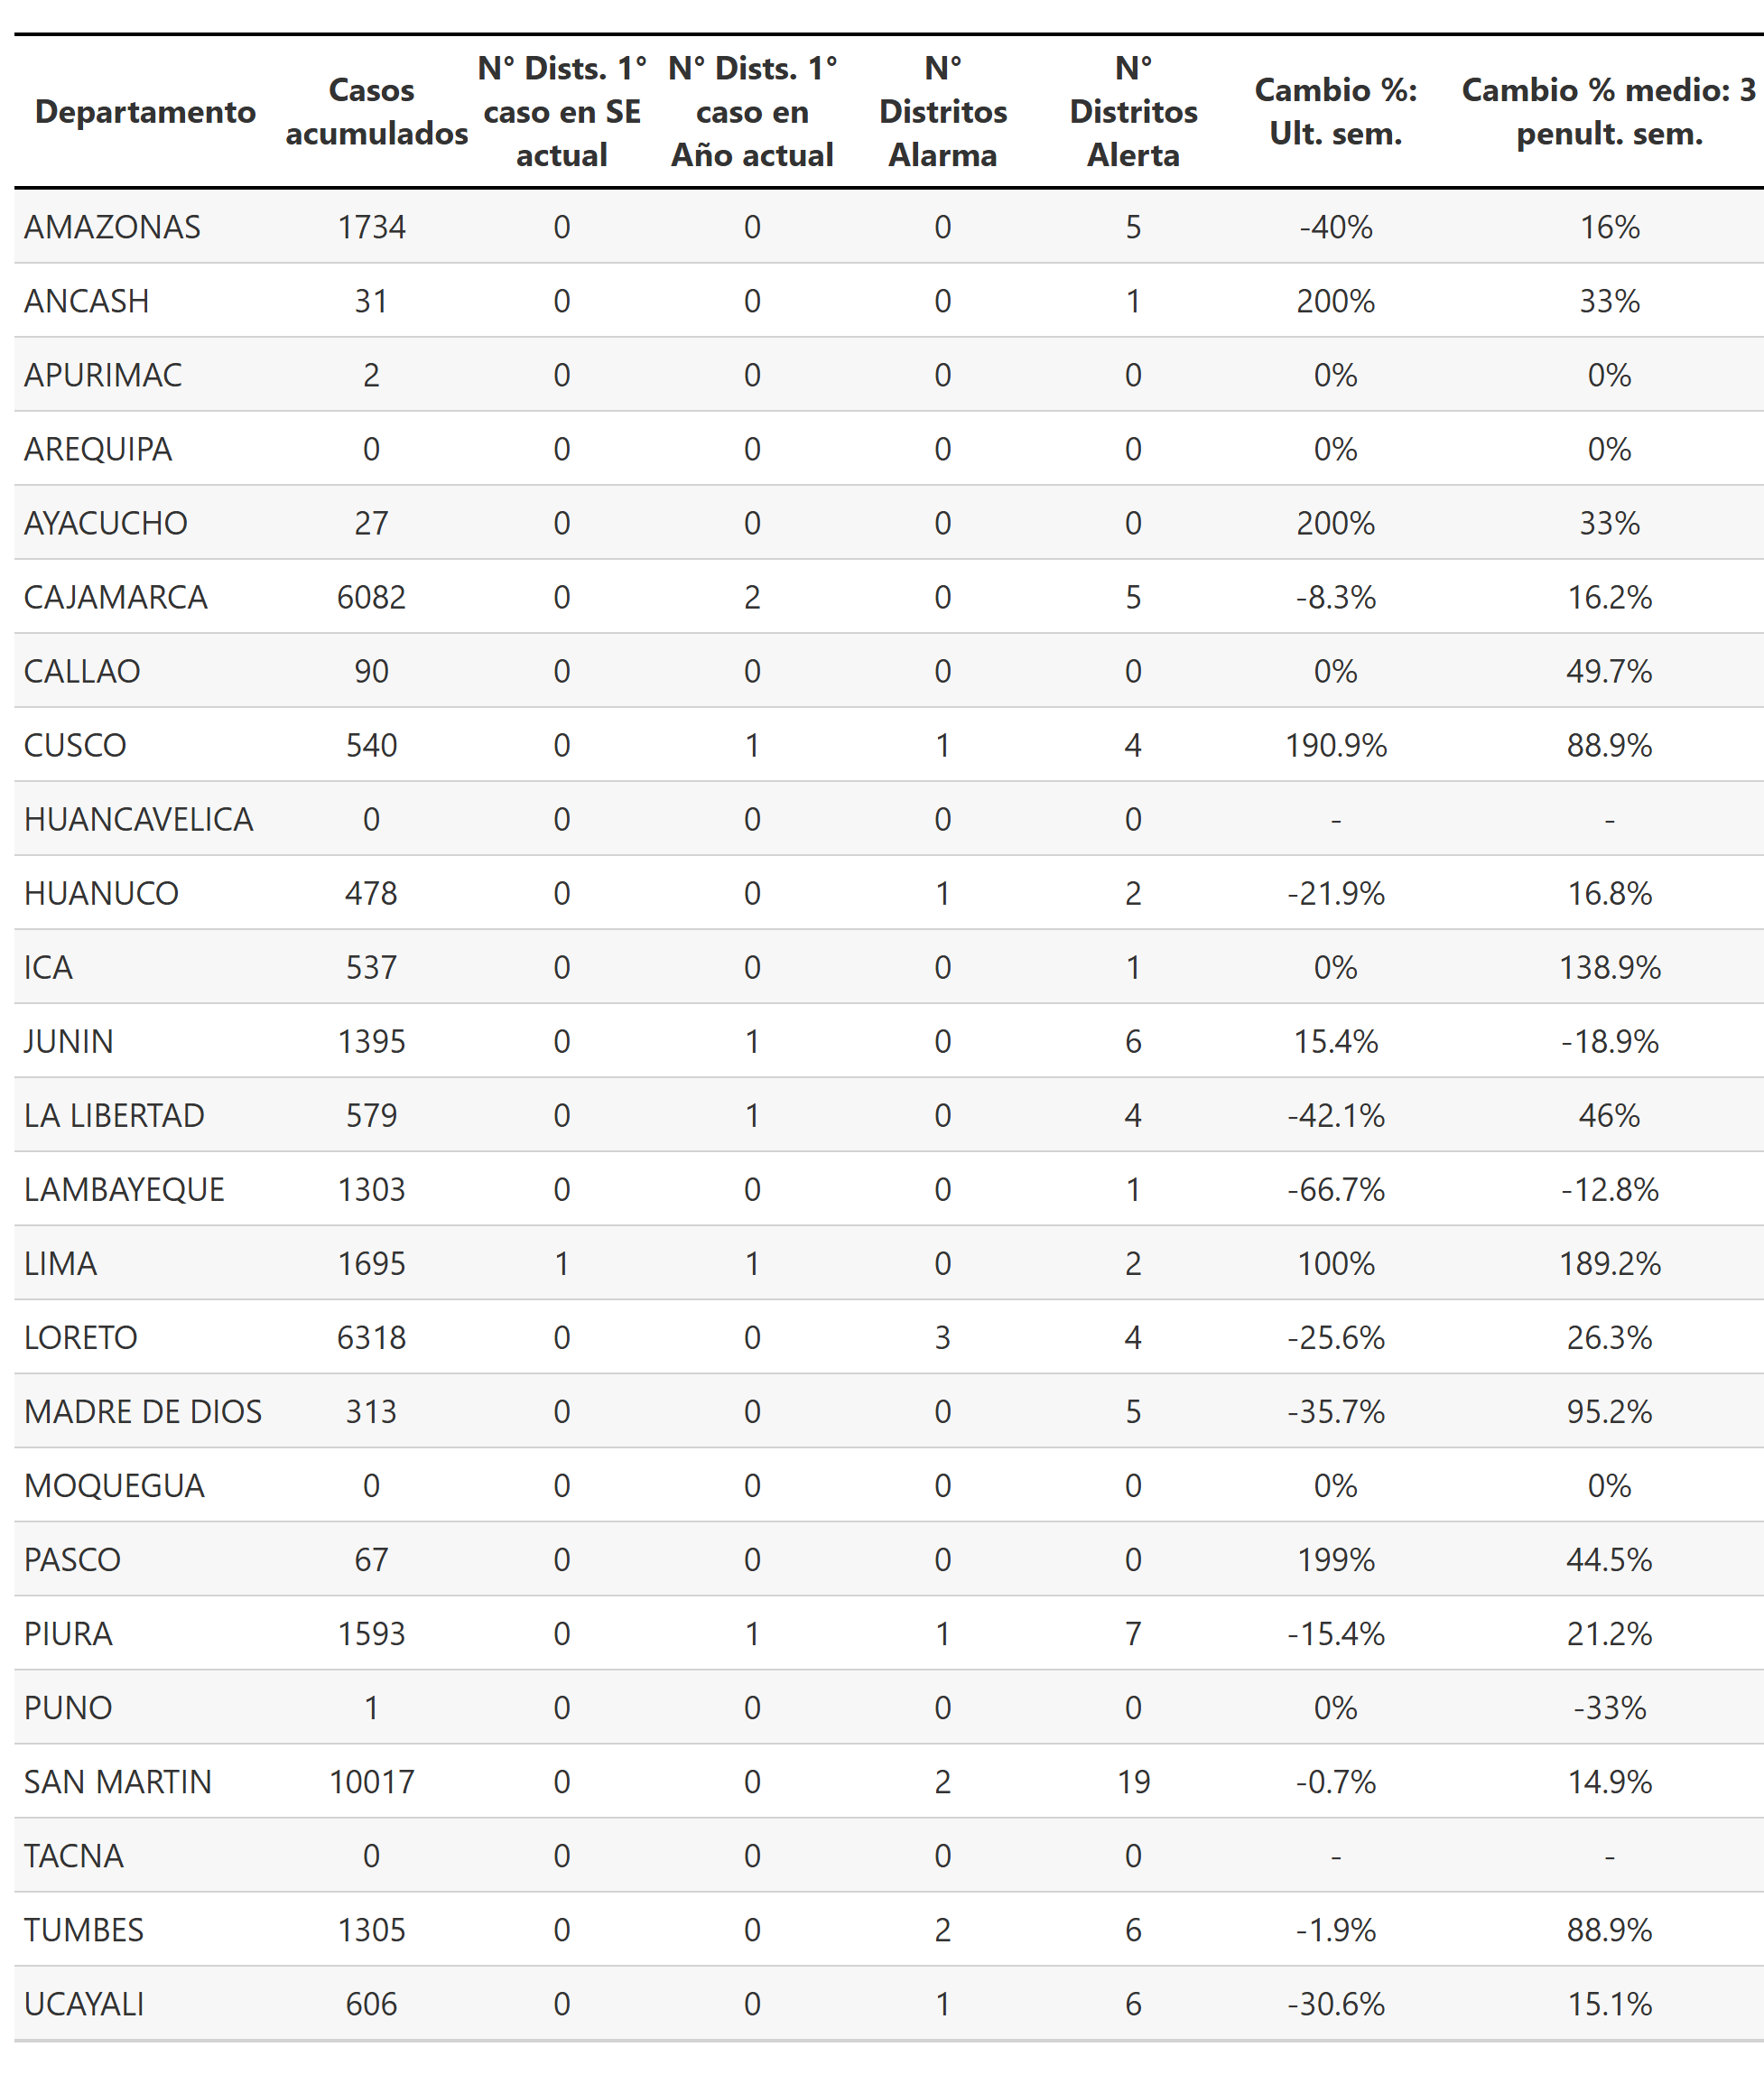 Departamento Casos acumulados N° Dists. 1° caso en SE actual N° Dists. 1° caso en Año actual N° Distritos Alarma N° Distritos Alerta Cambio %: Ult. sem. Cambio % medio: 3 penult. sem.
AMAZONAS 1734 0 0 0 5 -40% 16%
ANCASH 31 0 0 0 1 200% 33%
APURIMAC 2 0 0 0 0 0% 0%
AREQUIPA 0 0 0 0 0 0% 0%
AYACUCHO 27 0 0 0 0 200% 33%
CAJAMARCA 6082 0 2 0 5 -8.3% 16.2%
CALLAO 90 0 0 0 0 0% 49.7%
CUSCO 540 0 1 1 4 190.9% 88.9%
HUANCAVELICA 0 0 0 0 0 - -
HUANUCO 478 0 0 1 2 -21.9% 16.8%
ICA 537 0 0 0 1 0% 138.9%
JUNIN 1395 0 1 0 6 15.4% -18.9%
LA LIBERTAD 579 0 1 0 4 -42.1% 46%
LAMBAYEQUE 1303 0 0 0 1 -66.7% -12.8%
LIMA 1695 1 1 0 2 100% 189.2%
LORETO 6318 0 0 3 4 -25.6% 26.3%
MADRE DE DIOS 313 0 0 0 5 -35.7% 95.2%
MOQUEGUA 0 0 0 0 0 0% 0%
PASCO 67 0 0 0 0 199% 44.5%
PIURA 1593 0 1 1 7 -15.4% 21.2%
PUNO 1 0 0 0 0 0% -33%
SAN MARTIN 10017 0 0 2 19 -0.7% 14.9%
TACNA 0 0 0 0 0 - -
TUMBES 1305 0 0 2 6 -1.9% 88.9%
UCAYALI 606 0 0 1 6 -30.6% 15.1%